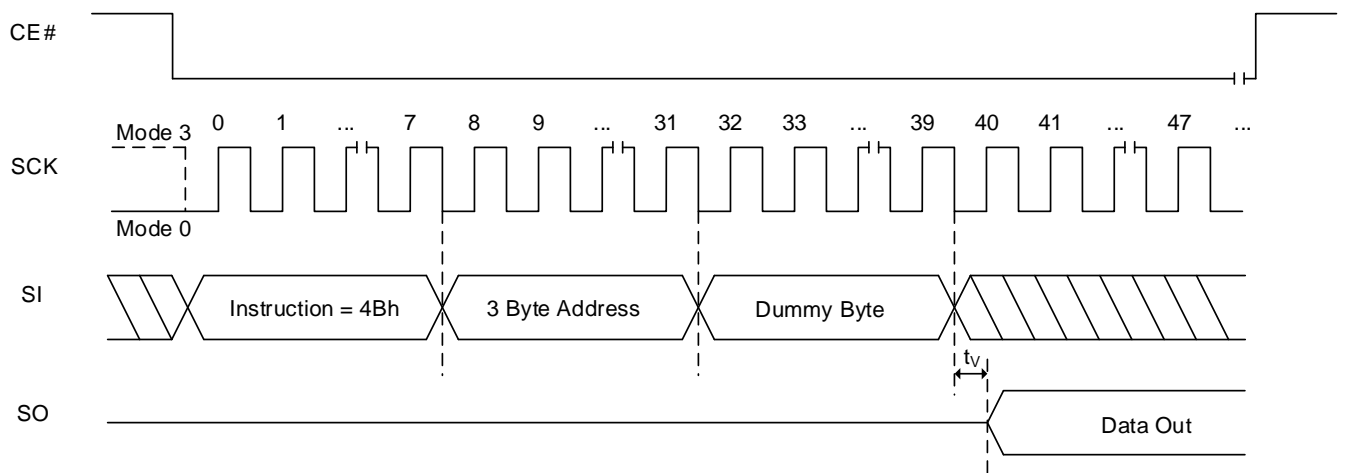 CE#
Mode 3 0 1 ... 7 8 9 ... 31 32 33 ... 39 40 41 ... 47 ...
SCK
Mode 0
SI Instruction = 4Bh 3 Byte Address Dummy Byte
tV
SO Data Out